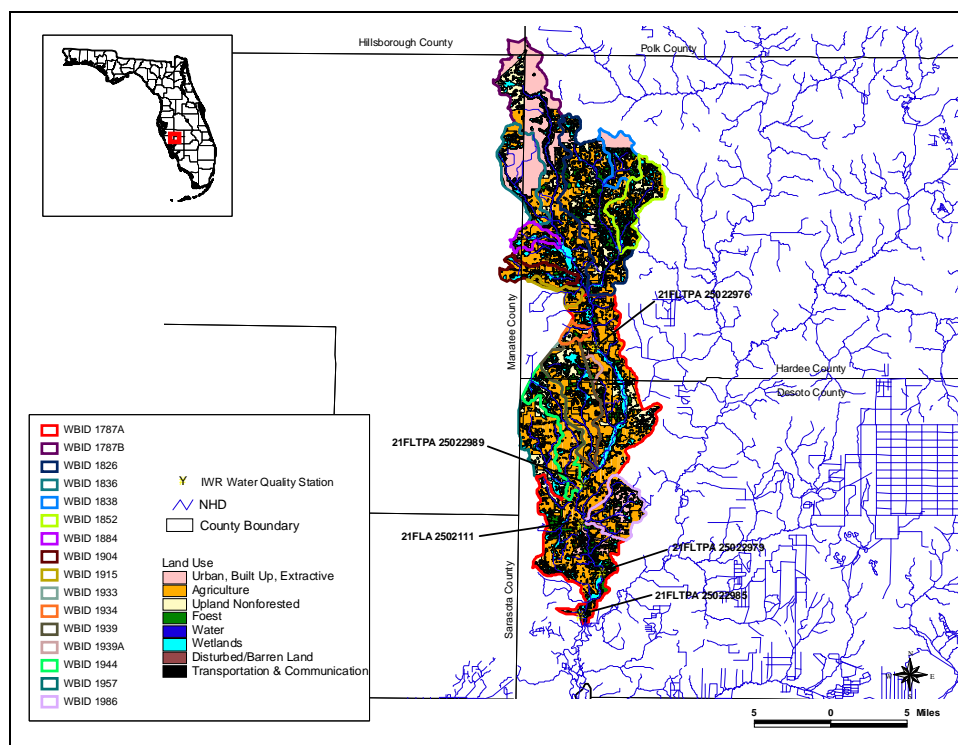 Hillsborough County
Polk County
21FLTPA 25022976
Manatee County
Hardee County
Desoto County
21FLTPA 25022989
21FLA 2502111
21FLTPA 25022979
21FLTPA 25022985
Sarasota County
WBID 1787A
WBID 1787B
WBID 1826
WBID 1836
WBID 1838
WBID 1852
WBID 1884
WBID 1904
WBID 1915
WBID 1933
WBID 1934
WBID 1939
WBID 1939A
WBID 1944
WBID 1957
WBID 1986
Y IWR Water Quality Station
NHD
County Boundary
Land Use
Urban, Built Up, Extractive
Agriculture
Upland Nonforested
Foest
Water
Wetlands
Disturbed/Barren Land
Transportation & Communication
E
5 0 5 Miles